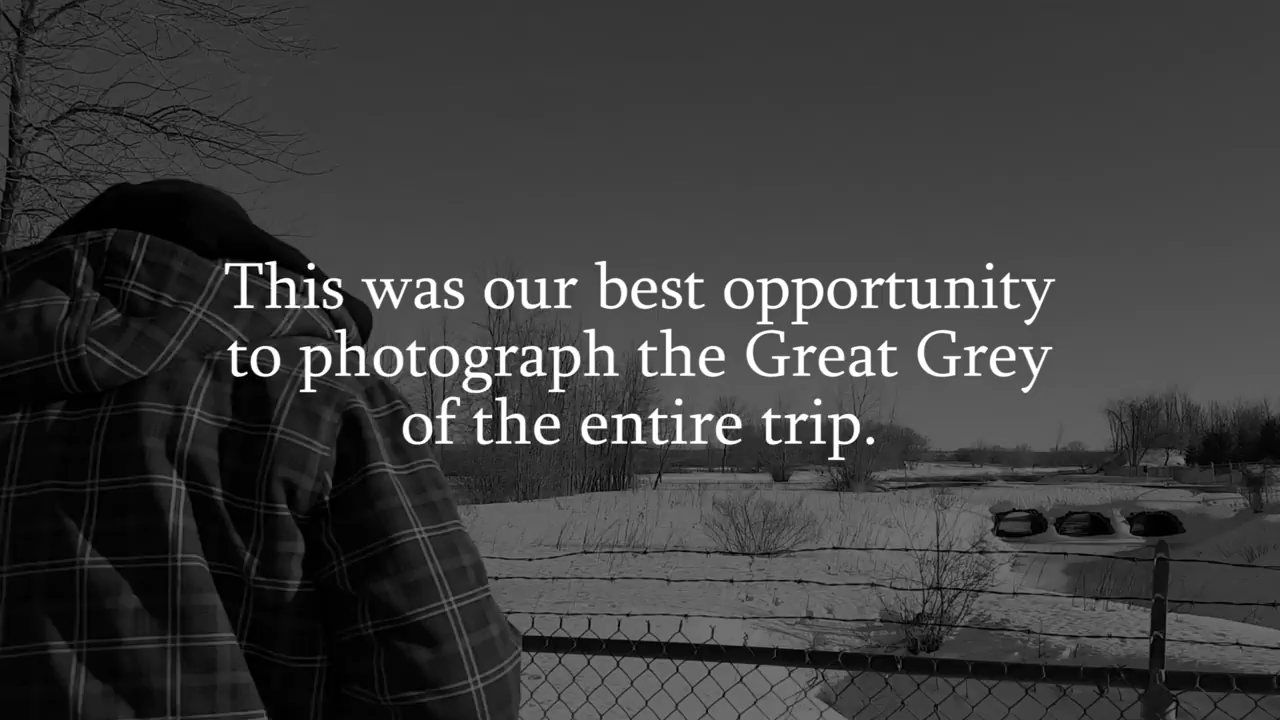 This was our best opportunity
to photograph the Great Grey
of the entire trip.